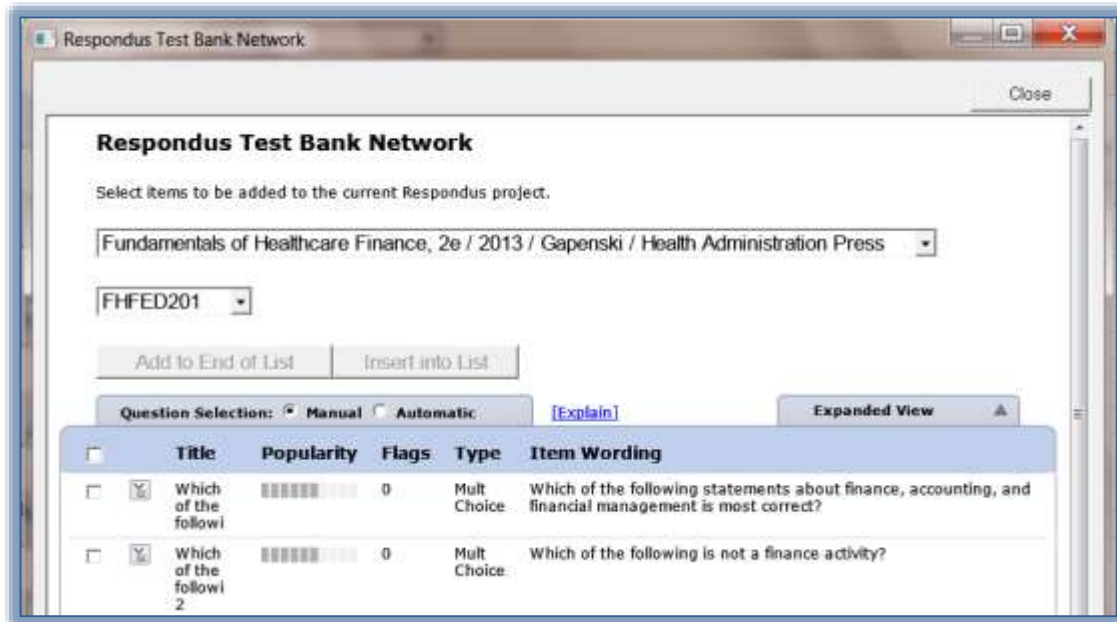 Respondus Test Bank Network
Close
Respondus Test Bank Network
Select items to be added to the current Respondus project.
Fundamentals of Healthcare Finance, 2e / 2013 / Gapenski / Health Administration Press
FHFED201
Add to End of List Insert into List
Question Selection: Manual Automatic [Explain] Expanded View
Title Popularity Flags Type Item Wording
Which of the followi 0 Mult Choice Which of the following statements about finance, accounting, and
financial management is most correct?
Which of the followi 2 0 Mult Choice Which of the following is not a finance activity?